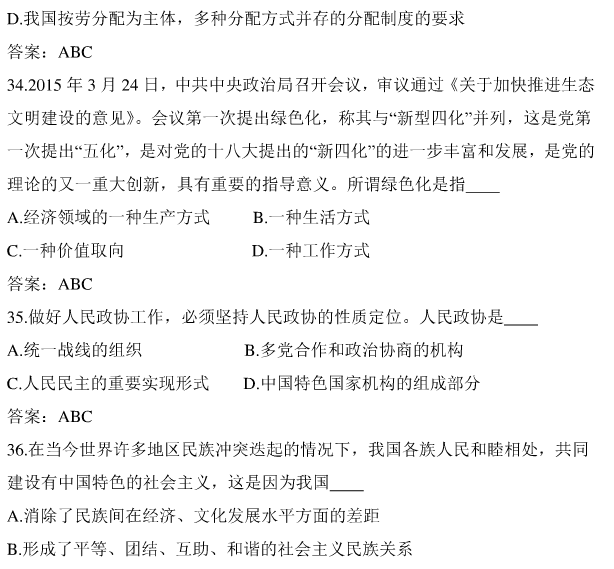 D.我国按劳分配为主体，多种分配方式并存的分配制度的要求
答案：ABC
34.2015 年 3 月 24 日，中共中央政治局召开会议，审议通过《关于加快推进生态
文明建设的意见》。会议第一次提出绿色化，称其与“新型四化”并列，这是党第
一次提出“五化”，是对党的十八大提出的“新四化”的进一步丰富和发展，是党的
理论的又一重大创新，具有重要的指导意义。所谓绿色化是指____
A.经济领域的一种生产方式 B.一种生活方式
C.一种价值取向 D.一种工作方式
答案：ABC
35.做好人民政协工作，必须坚持人民政协的性质定位。人民政协是____
A.统一战线的组织 B.多党合作和政治协商的机构
C.人民民主的重要实现形式 D.中国特色国家机构的组成部分
答案：ABC
36.在当今世界许多地区民族冲突迭起的情况下，我国各族人民和睦相处，共同
建设有中国特色的社会主义，这是因为我国____
A.消除了民族间在经济、文化发展水平方面的差距
B.形成了平等、团结、互助、和谐的社会主义民族关系